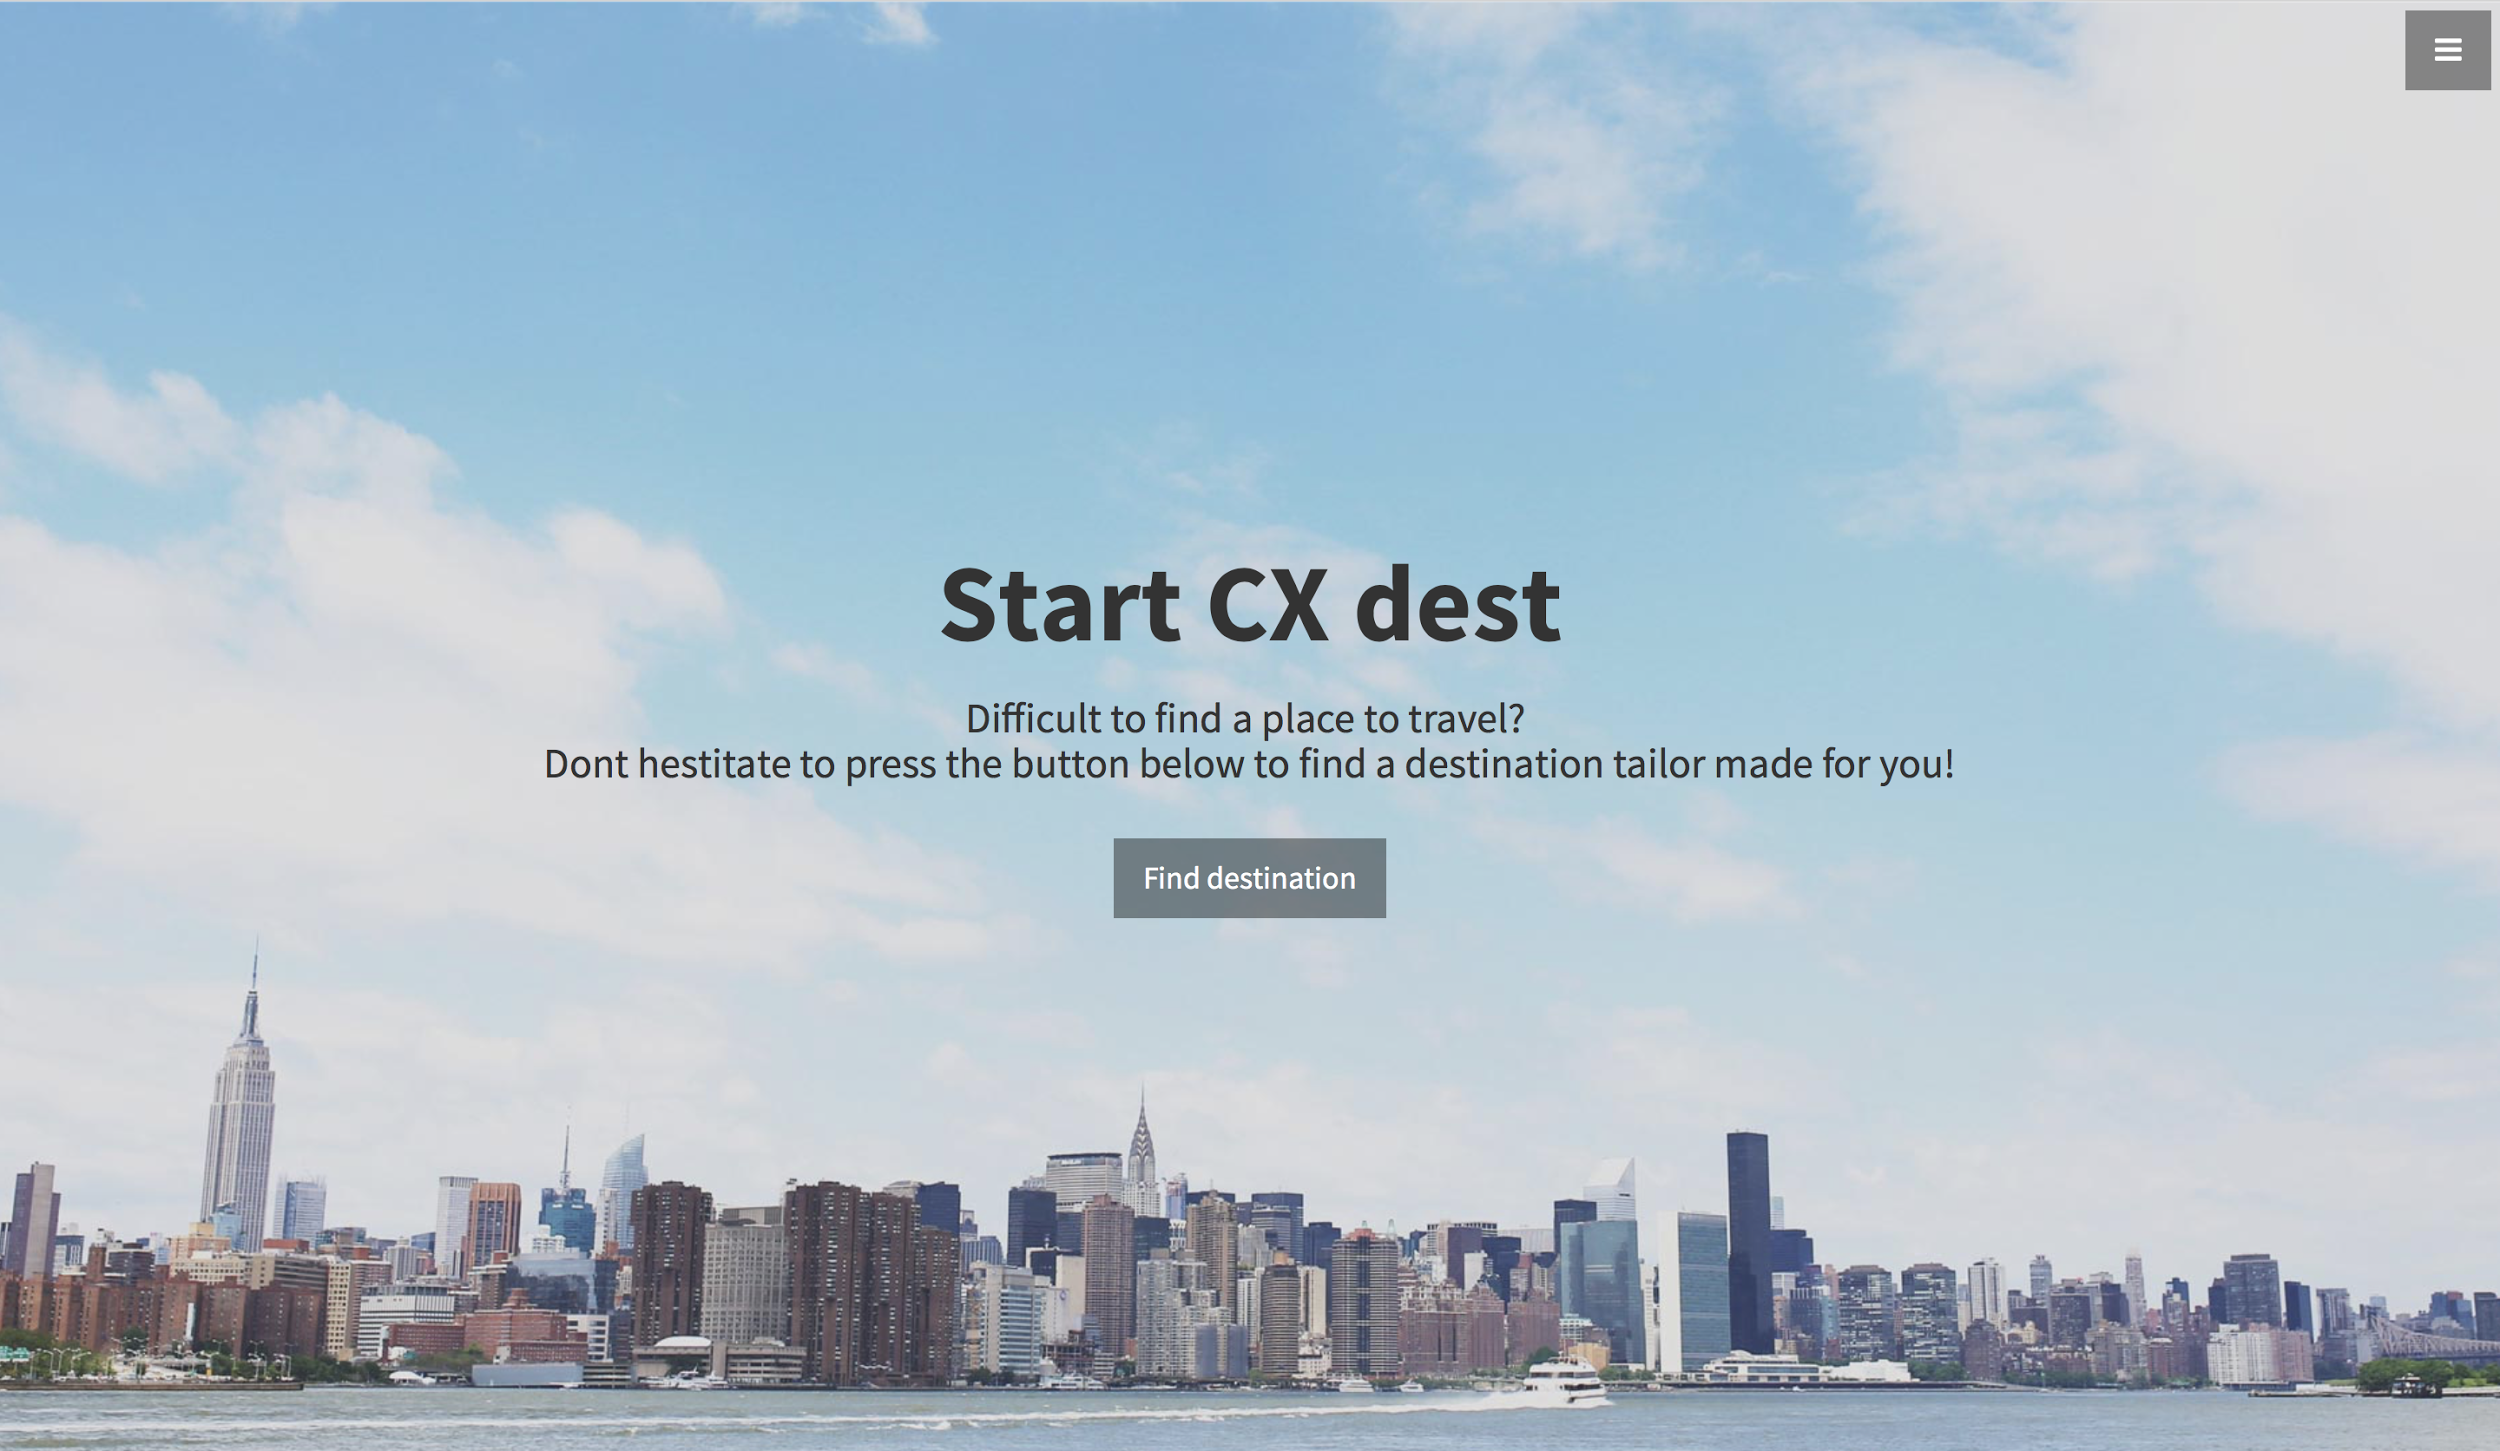 Start CX dest
Difficult to find a place to travel?
Dont hestitate to press the button below to find a destination tailor made for you!
Find destination